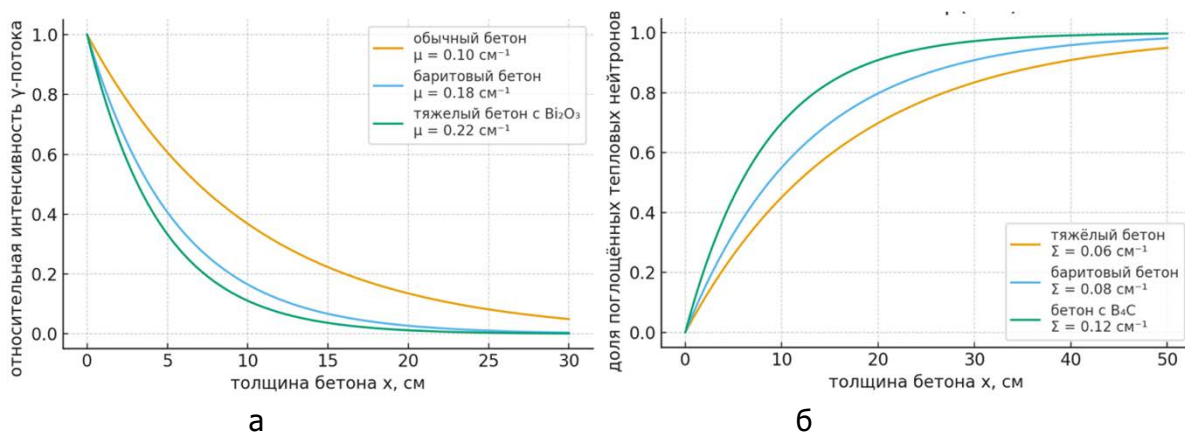 относительная интенсивность γ-потока
1.0
0.8
0.6
0.4
0.2
0.0
0
5
10
15
20
25
30
толщина бетона x, см
обычный бетон
μ = 0.10 см⁻¹
баритовый бетон
μ = 0.18 см⁻¹
тяжелый бетон с Bi₂O₃
μ = 0.22 см⁻¹
а
доля поглощённых тепловых нейтронов
1.0
0.8
0.6
0.4
0.2
0.0
0
10
20
30
40
50
толщина бетона x, см
тяжёлый бетон
Σ = 0.06 см⁻¹
баритовый бетон
Σ = 0.08 см⁻¹
бетон с B₄C
Σ = 0.12 см⁻¹
б